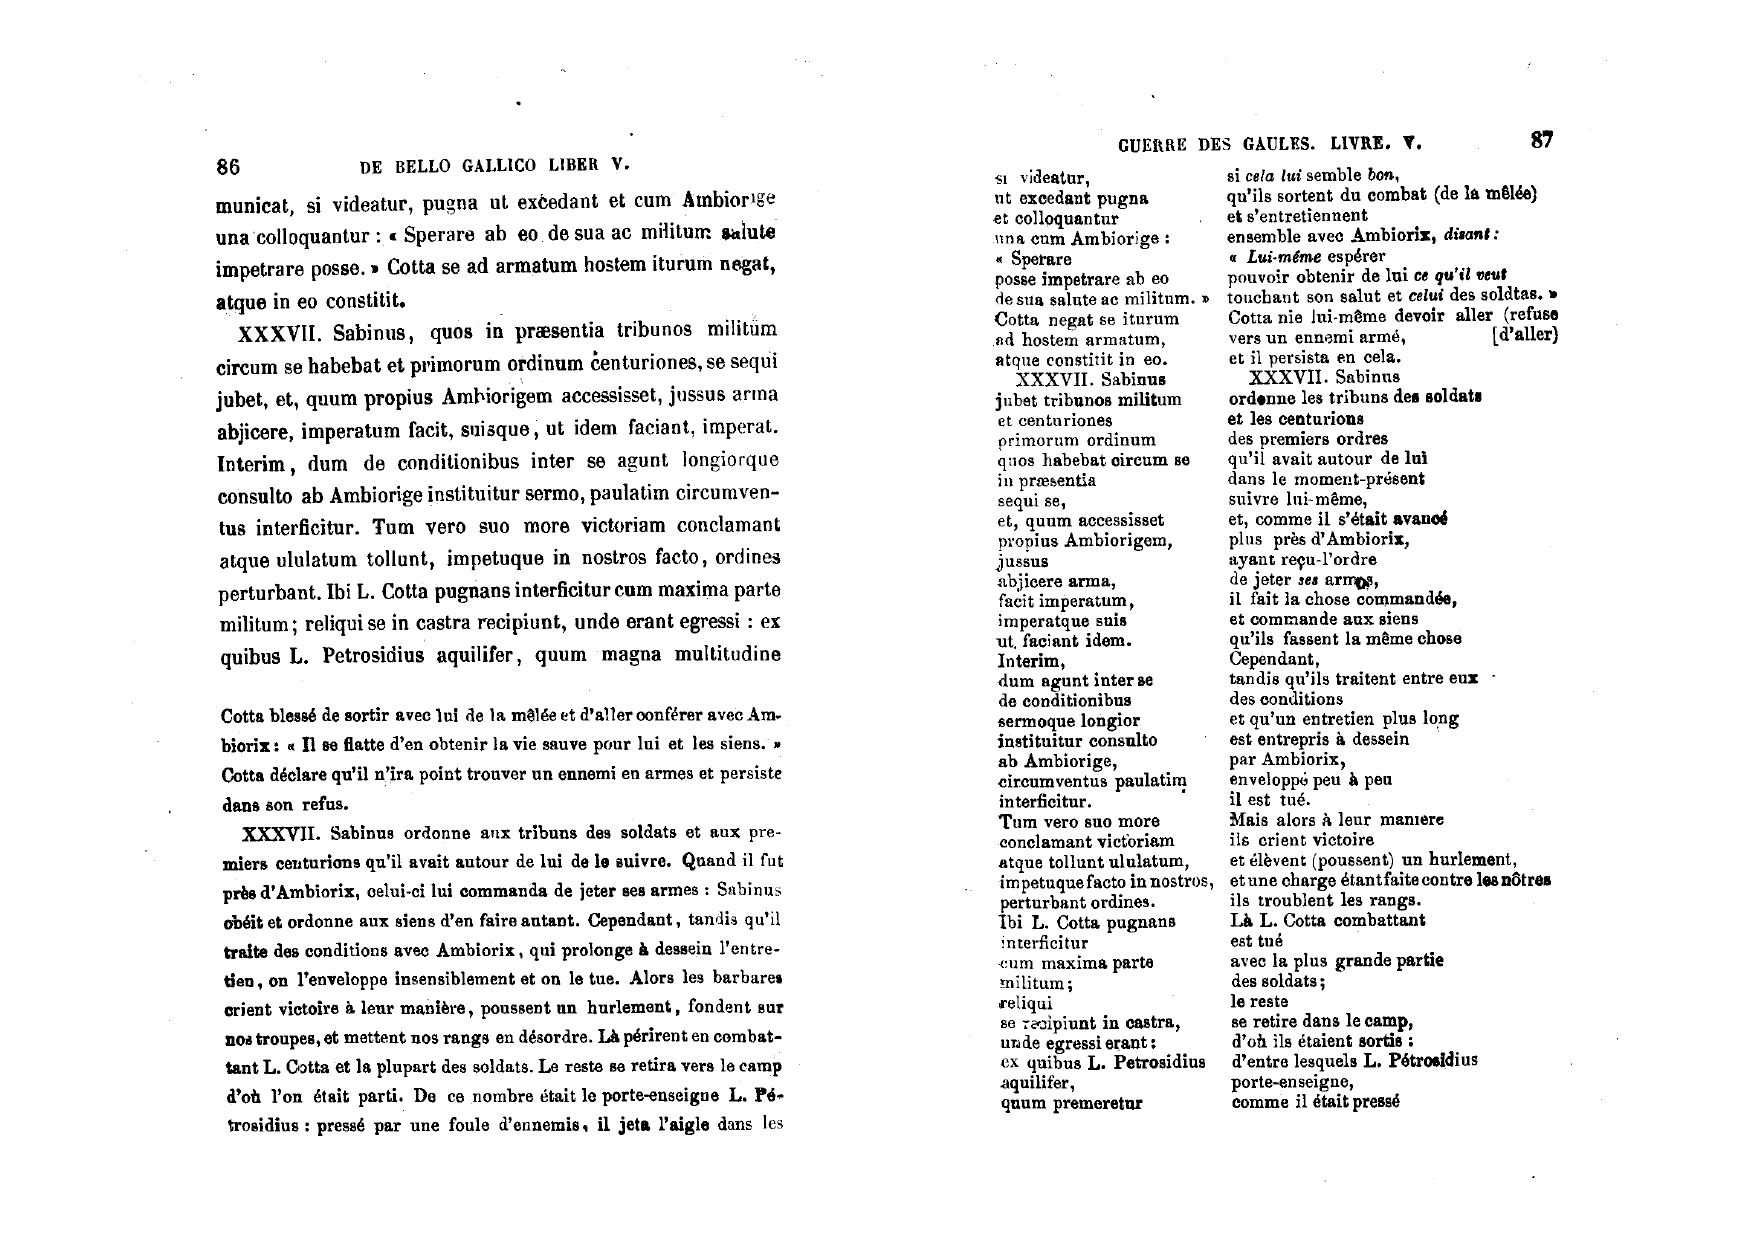 86 DE BELLO GALLICO LIBER V.
municat, si videatur, pugna ut excedant et cum Ambiorige
una colloquantur : « Sperare ab eo de sua ac militum salute
impetrare posse. » Cotta se ad armatum hostem iturum negat,
atque in eo constitit.
XXXVII. Sabinus, quos in præsentia tribunos militum
circum se habebat et primorum ordinum centuriones, se sequi
jubet, et, quum propius Ambiorigem accessisset, jussus arma
abjicere, imperatum facit, suisque, ut idem faciant, imperat.
Interim, dum de conditionibus inter se agunt longiorque
consulto ab Ambiorige instituitur sermo, paulatim circumven-
tus interficitur. Tum vero suo more victoriam conclamant
atque ululatum tollunt, impetuque in nostros facto, ordines
perturbant. Ibi L. Cotta pugnans interficitur cum maxima parte
militum; reliqui se in castra recipiunt, unde erant egressi : ex
quibus L. Petrosidius aquilifer, quum magna multitudine
Cotta blessé de sortir avec lui de la mêlée et d'aller conférer avec Am-
biorix : « Il se flatte d'en obtenir la vie sauve pour lui et les siens. »
Cotta déclare qu'il n'ira point trouver un ennemi en armes et persiste
dans son refus.
XXXVII. Sabinus ordonne aux tribuns des soldats et aux pre-
miers centurions qu'il avait autour de lui de le suivre. Quand il fut
près d'Ambiorix, celui-ci lui commanda de jeter ses armes : Sabinus
obéit et ordonne aux siens d'en faire autant. Cependant, tandis qu'il
traite des conditions avec Ambiorix, qui prolonge à dessein l'entre-
tien, on l'enveloppe insensiblement et on le tue. Alors les barbares
crient victoire à leur manière, poussent un hurlement, fondent sur
nos troupes, et mettent nos rangs en désordre. Là périrent en combat-
tant L. Cotta et la plupart des soldats. Le reste se retira vers le camp
d'où l'on était parti. De ce nombre était le porte-enseigne L. Pé-
trosidius : pressé par une foule d'ennemis, il jeta l'aigle dans les
GUERRE DES GAULES. LIVRE. V. 87
si videatur,
ut excedant pugna
et colloquantur
una cum Ambiorige :
« Sperare
posse impetrare ab eo
de sua salute ac militum. »
Cotta negat se iturum
ad hostem armatum,
atque constitit in eo.
XXXVII. Sabinus
jubet tribunos militum
et centuriones
primorum ordinum
quos habebat circum se
in præsentia
sequi se,
et, quum accessisset
propius Ambiorigem,
jussus
abjicere arma,
facit imperatum,
imperatque suis
ut faciant idem.
Interim,
dum agunt inter se
de conditionibus
sermoque longior
instituitur consulto
ab Ambiorige,
circumventus paulatim
interficitur.
Tum vero suo more
conclamant victoriam
atque tollunt ululatum,
impetuque facto in nostros,
perturbant ordines.
Ibi L. Cotta pugnans
interficitur
cum maxima parte
militum;
reliqui
se recipiunt in castra,
unde egressi erant :
ex quibus L. Petrosidius
aquilifer,
quum premeretur
si cela lui semble bon,
qu'ils sortent du combat (de la mêlée)
et s'entretiennent
ensemble avec Ambiorix, disant :
« Lui-même espérer
pouvoir obtenir de lui ce qu'il veut
touchant son salut et celui des soldtas. »
Cotta nie lui-même devoir aller (refuse
vers un ennemi armé, [d'aller)
et il persista en cela.
XXXVII. Sabinus
ordonne les tribuns des soldats
et les centurions
des premiers ordres
qu'il avait autour de lui
dans le moment-présent
suivre lui-même,
et, comme il s'était avancé
plus près d'Ambiorix,
ayant reçu-l'ordre
de jeter ses armes,
il fait la chose commandée,
et commande aux siens
qu'ils fassent la même chose
Cependant,
tandis qu'ils traitent entre eux
des conditions
et qu'un entretien plus long
est entrepris à dessein
par Ambiorix,
enveloppé peu à peu
il est tué.
Mais alors à leur manière
ils crient victoire
et élèvent (poussent) un hurlement,
et une charge étant faite contre les nôtres
ils troublent les rangs.
Là L. Cotta combattant
est tué
avec la plus grande partie
des soldats;
le reste
se retire dans le camp,
d'où ils étaient sortis :
d'entre lesquels L. Pétrosidius
porte-enseigne,
comme il était pressé